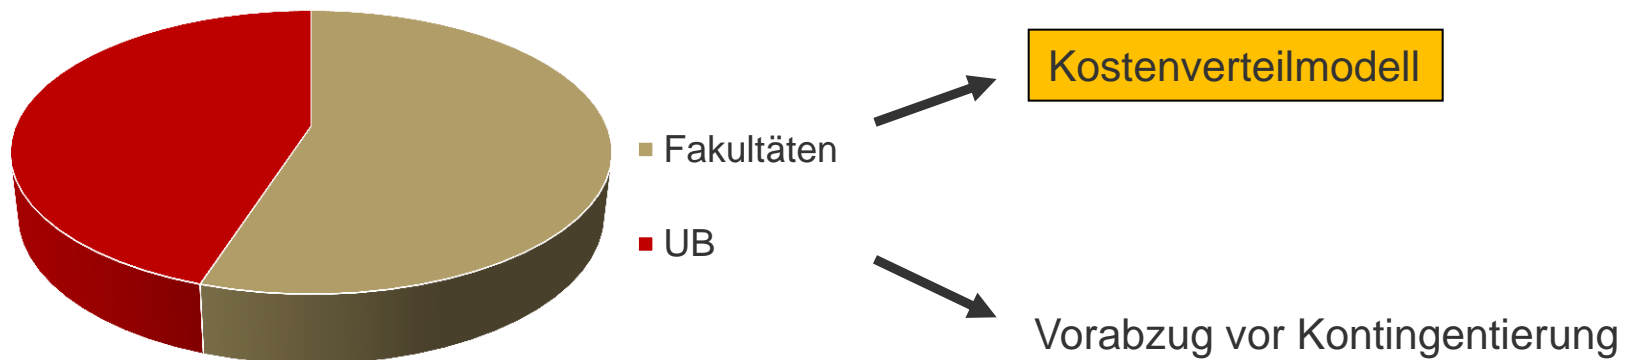 Kostenverteilmodell
Fakultäten
UB
Vorabzug vor Kontingentierung